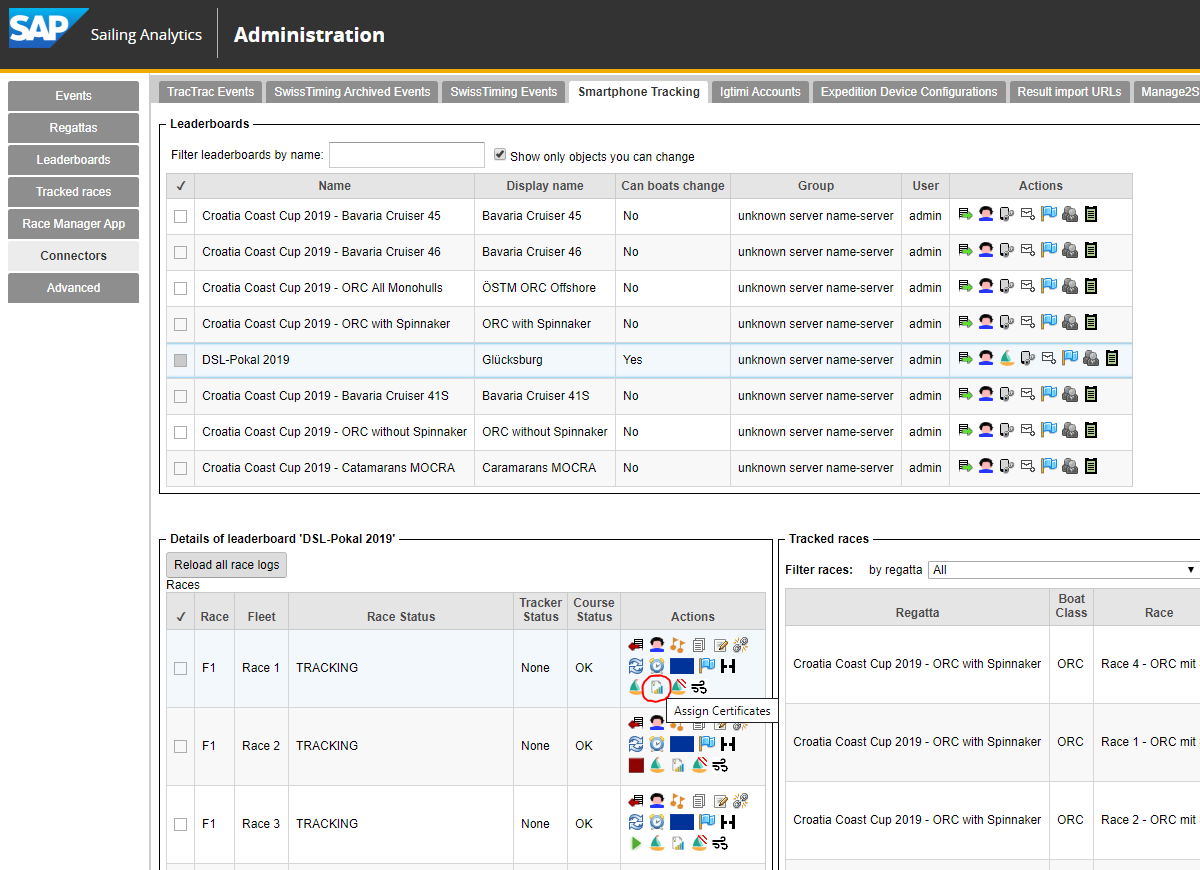 SAP Sailing Analytics Administration
Events
Regattas
Leaderboards
Tracked races
Race Manager App
Connectors
Advanced
TracTrac Events SwissTiming Archived Events SwissTiming Events Smartphone Tracking Igtimi Accounts Expedition Device Configurations Result import URLs Manage2S
Leaderboards
Filter leaderboards by name: Show only objects you can change
✓ Name Display name Can boats change Group User Actions
Croatia Coast Cup 2019 - Bavaria Cruiser 45 Bavaria Cruiser 45 No unknown server name-server admin
Croatia Coast Cup 2019 - Bavaria Cruiser 46 Bavaria Cruiser 46 No unknown server name-server admin
Croatia Coast Cup 2019 - ORC All Monohulls ÖSTM ORC Offshore No unknown server name-server admin
Croatia Coast Cup 2019 - ORC with Spinnaker ORC with Spinnaker No unknown server name-server admin
DSL-Pokal 2019 Glücksburg Yes unknown server name-server admin
Croatia Coast Cup 2019 - Bavaria Cruiser 41S Bavaria Cruiser 41S No unknown server name-server admin
Croatia Coast Cup 2019 - ORC without Spinnaker ORC without Spinnaker No unknown server name-server admin
Croatia Coast Cup 2019 - Catamarans MOCRA Caramarans MOCRA No unknown server name-server admin
Details of leaderboard 'DSL-Pokal 2019'
Reload all race logs
Races
✓ Race Fleet Race Status Tracker Status Course Status Actions
F1 Race 1 TRACKING None OK
Assign Certificates
F1 Race 2 TRACKING None OK
F1 Race 3 TRACKING None OK
Tracked races
Filter races: by regatta All
Regatta Boat Class Race
Croatia Coast Cup 2019 - ORC with Spinnaker ORC Race 4 - ORC mit
Croatia Coast Cup 2019 - ORC with Spinnaker ORC Race 1 - ORC mit
Croatia Coast Cup 2019 - ORC with Spinnaker ORC Race 2 - ORC mit